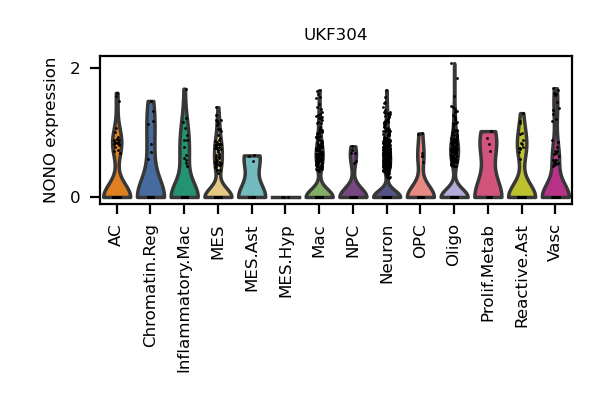 UKF304
NONO expression
2
0
AC
Chromatin.Reg
Inflammatory.Mac
MES
MES.Ast
MES.Hyp
Mac
NPC
Neuron
OPC
Oligo
Prolif.Metab
Reactive.Ast
Vasc